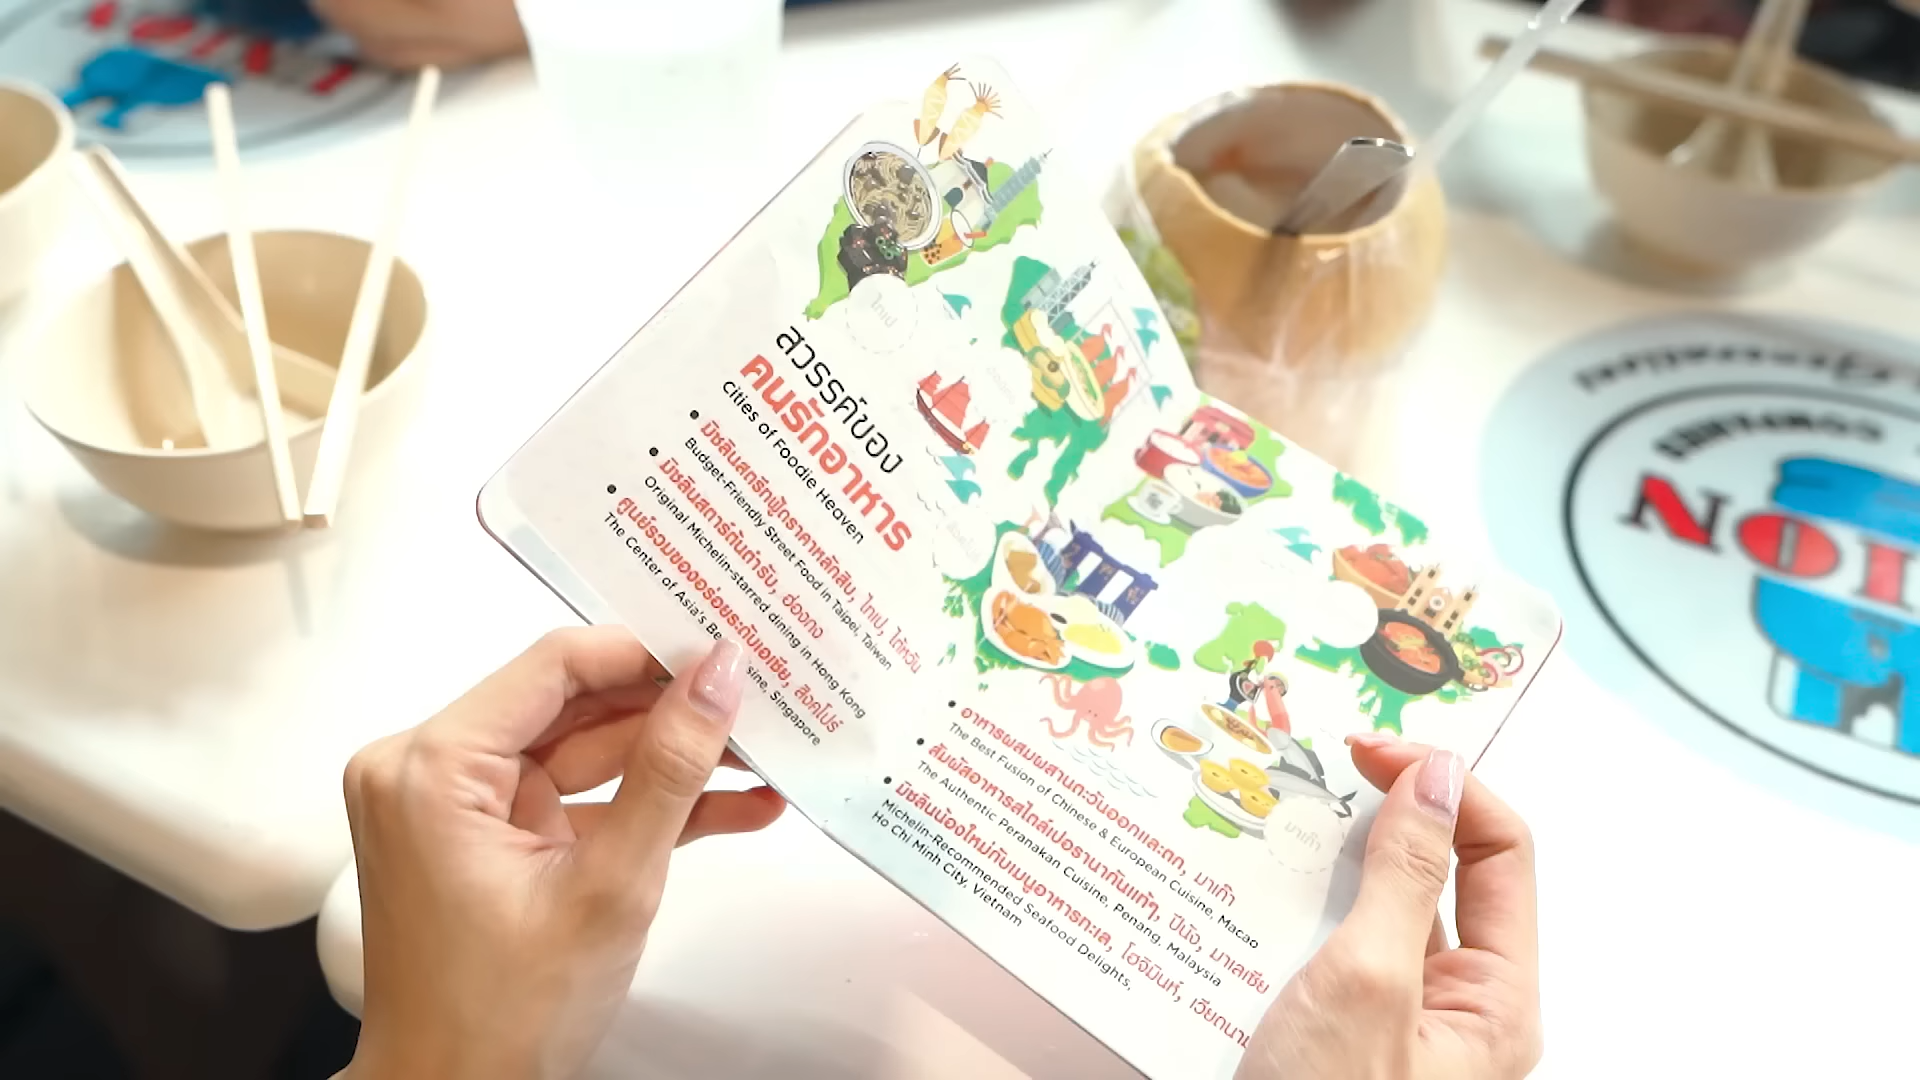 สวรรค์ของ
คนรักอาหาร
Cities of Foodie Heaven
• มิชลินสตรีทฟู้ดราคาหลักสิบ, ไทเป, ไต้หวัน
Budget-Friendly Street Food in Taipei, Taiwan
• มิชลินสตาร์ต้นตำรับ, ฮ่องกง
Original Michelin-starred dining in Hong Kong
• ศูนย์รวมของอร่อยระดับเอเชีย, สิงคโปร์
The Center of Asia's Be sine, Singapore
• อาหารผสมผสานตะวันออกและตก, มาเก๊า
The Best Fusion of Chinese & European Cuisine, Macao
• สัมผัสอาหารสไตล์เปอรานากันแท้ๆ, ปีนัง, มาเลเซีย
The Authentic Peranakan Cuisine, Penang, Malaysia
• มิชลินน้องใหม่กับเมนูอาหารทะเล, โฮจิมินห์, เวียดนาม
Michelin-Recommended Seafood Delights,
Ho Chi Minh City, Vietnam
ไทเป
มาเก๊า